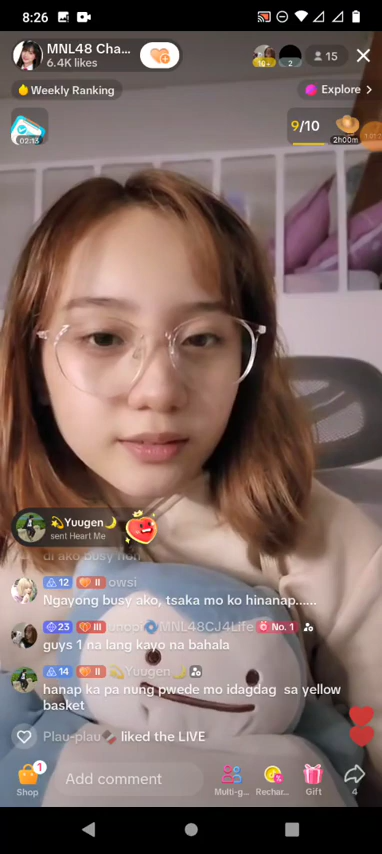 8:26
MNL48 Cha...
6.4K likes
16+
2
15
Weekly Ranking
Explore
02:13
9/10
2h00m
Yuugen
sent Heart Me
di ako busy non
12 II owsi
Ngayong busy ako, tsaka mo ko hinanap......
23 III MNL48CJ4Life No. 1
guys 1 na lang kayo na bahala
14 II Yuugen
hanap ka pa nung pwede mo idagdag sa yellow
basket
Plau-plau liked the LIVE
1
Shop
Add comment
Multi-g...
Rechar...
Gift
4